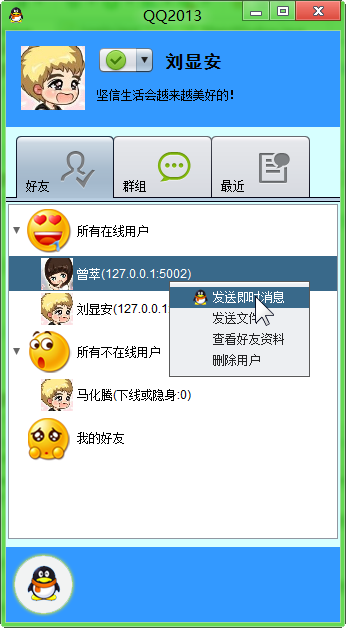 QQ2013
刘显安
坚信生活会越来越美好的!
好友
群组
最近
所有在线用户
曾苹(127.0.0.1:5002)
刘显安(127.0.0.1
发送即时消息
发送文件
查看好友资料
删除用户
所有不在线用户
马化腾(下线或隐身:0)
我的好友